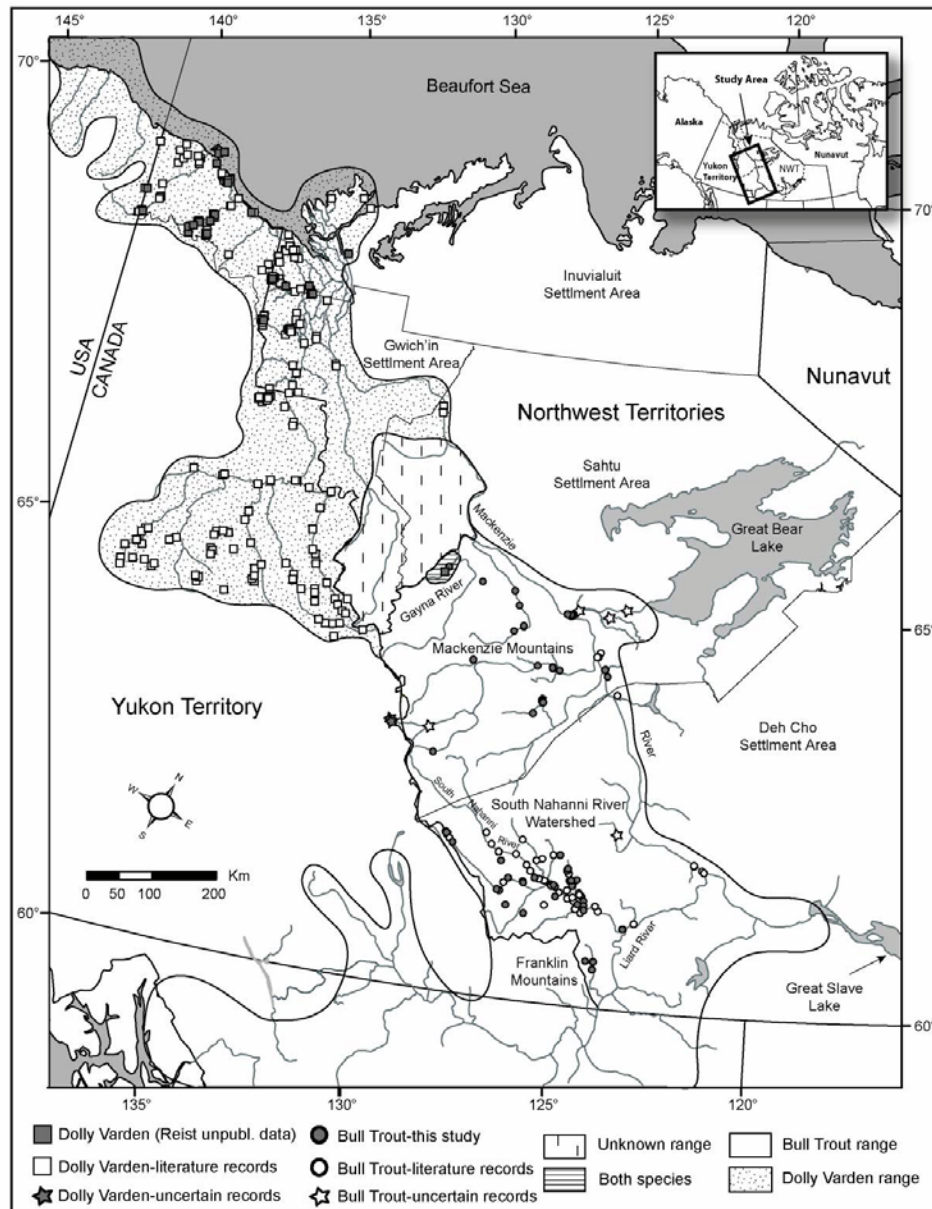 145° 140° 135° 130° 125° 120°
70°
Beaufort Sea
Study Area
Alaska
Yukon
Territory
NWT
Nunavut
70°
Inuvialuit
Settlment Area
USA
CANADA
Gwich'in
Settlment Area
Nunavut
Northwest Territories
Sahtu
Settlment Area
65°
Mackenzie
Great Bear
Lake
Gayna River
65°
Mackenzie Mountains
Yukon Territory
Deh Cho
Settlment Area
River
N
W
E
S
South
Nahanni
River
South Nahanni River
Watershed
0 50 100 200 Km
60°
Liard River
Franklin
Mountains
Great Slave
Lake
60°
135° 130° 125° 120°
Dolly Varden (Reist unpubl. data)
Dolly Varden-literature records
Dolly Varden-uncertain records
Bull Trout-this study
Bull Trout-literature records
Bull Trout-uncertain records
Unknown range
Both species
Bull Trout range
Dolly Varden range